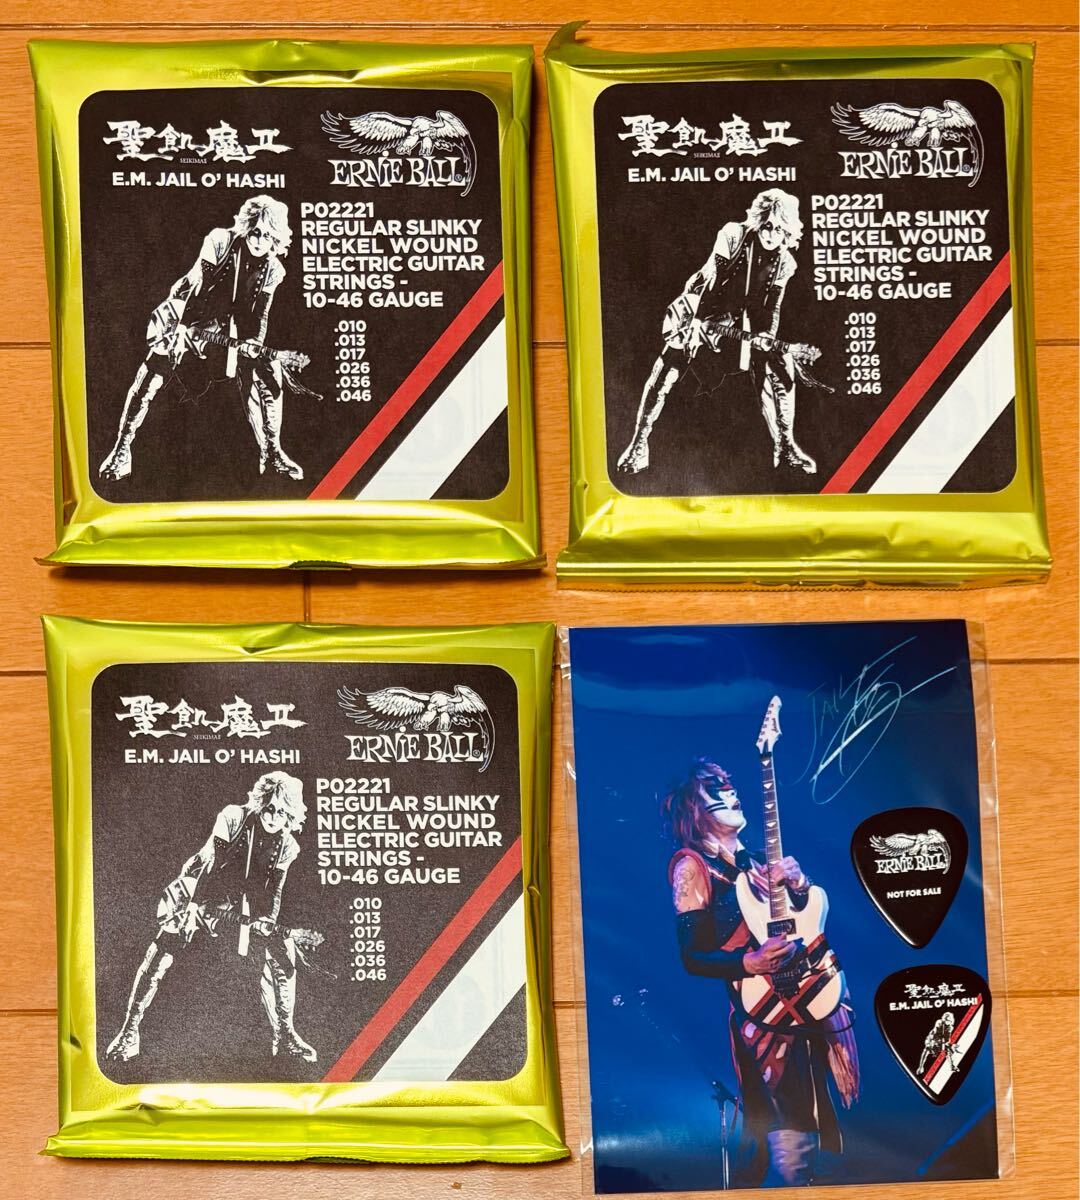 聖飢魔II
SEIKIMAII
E.M. JAIL O' HASHI
ERNIE BALL®
P02221
REGULAR SLINKY
NICKEL WOUND
ELECTRIC GUITAR
STRINGS -
10-46 GAUGE
.010
.013
.017
.026
.036
.046
聖飢魔II
SEIKIMAII
E.M. JAIL O' HASHI
ERNIE BALL®
P02221
REGULAR SLINKY
NICKEL WOUND
ELECTRIC GUITAR
STRINGS -
10-46 GAUGE
.010
.013
.017
.026
.036
.046
聖飢魔II
SEIKIMAII
E.M. JAIL O' HASHI
ERNIE BALL®
P02221
REGULAR SLINKY
NICKEL WOUND
ELECTRIC GUITAR
STRINGS -
10-46 GAUGE
.010
.013
.017
.026
.036
.046
JAIL
ERNIE BALL
NOT FOR SALE
聖飢魔II
E.M. JAIL O' HASHI